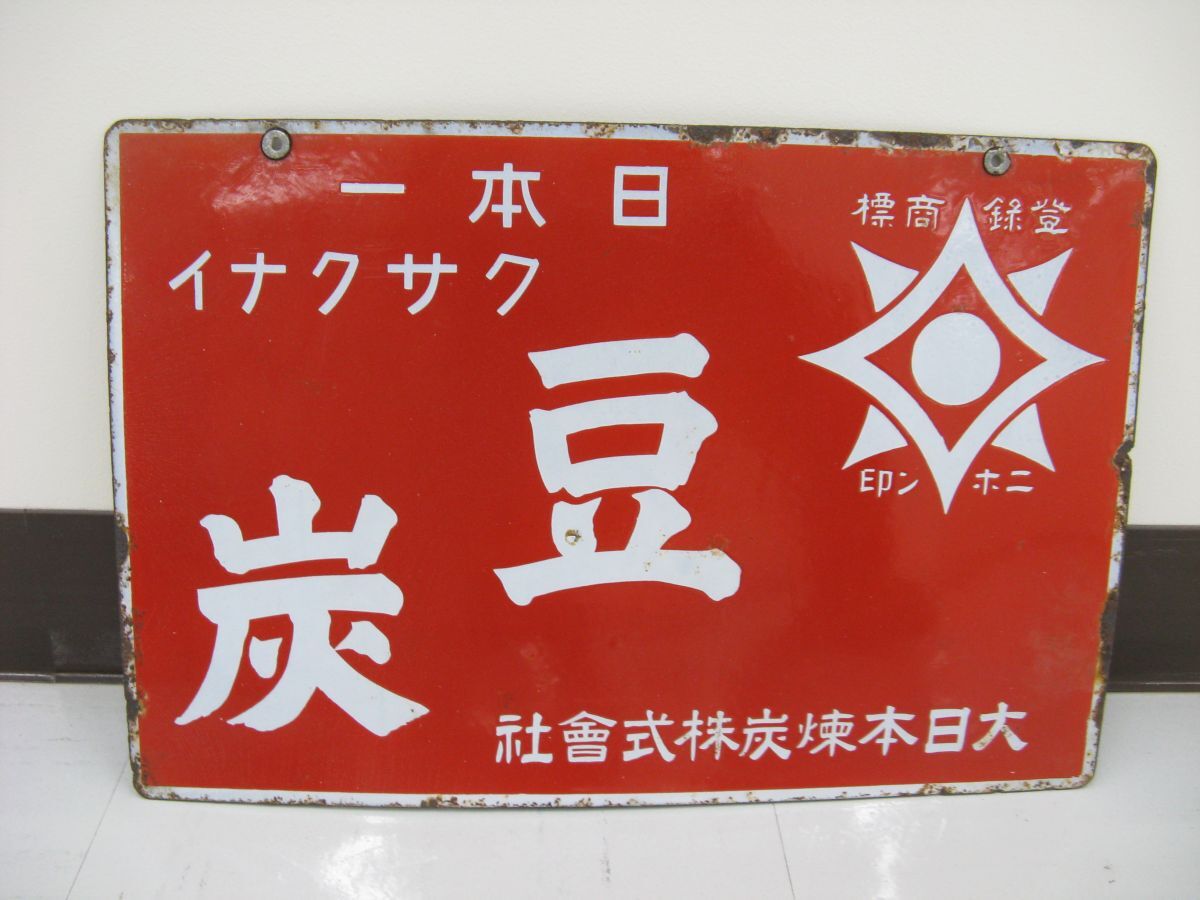 登錄商標
ニホン印
日本一
クサクナイ
豆炭
大日本煉炭株式會社